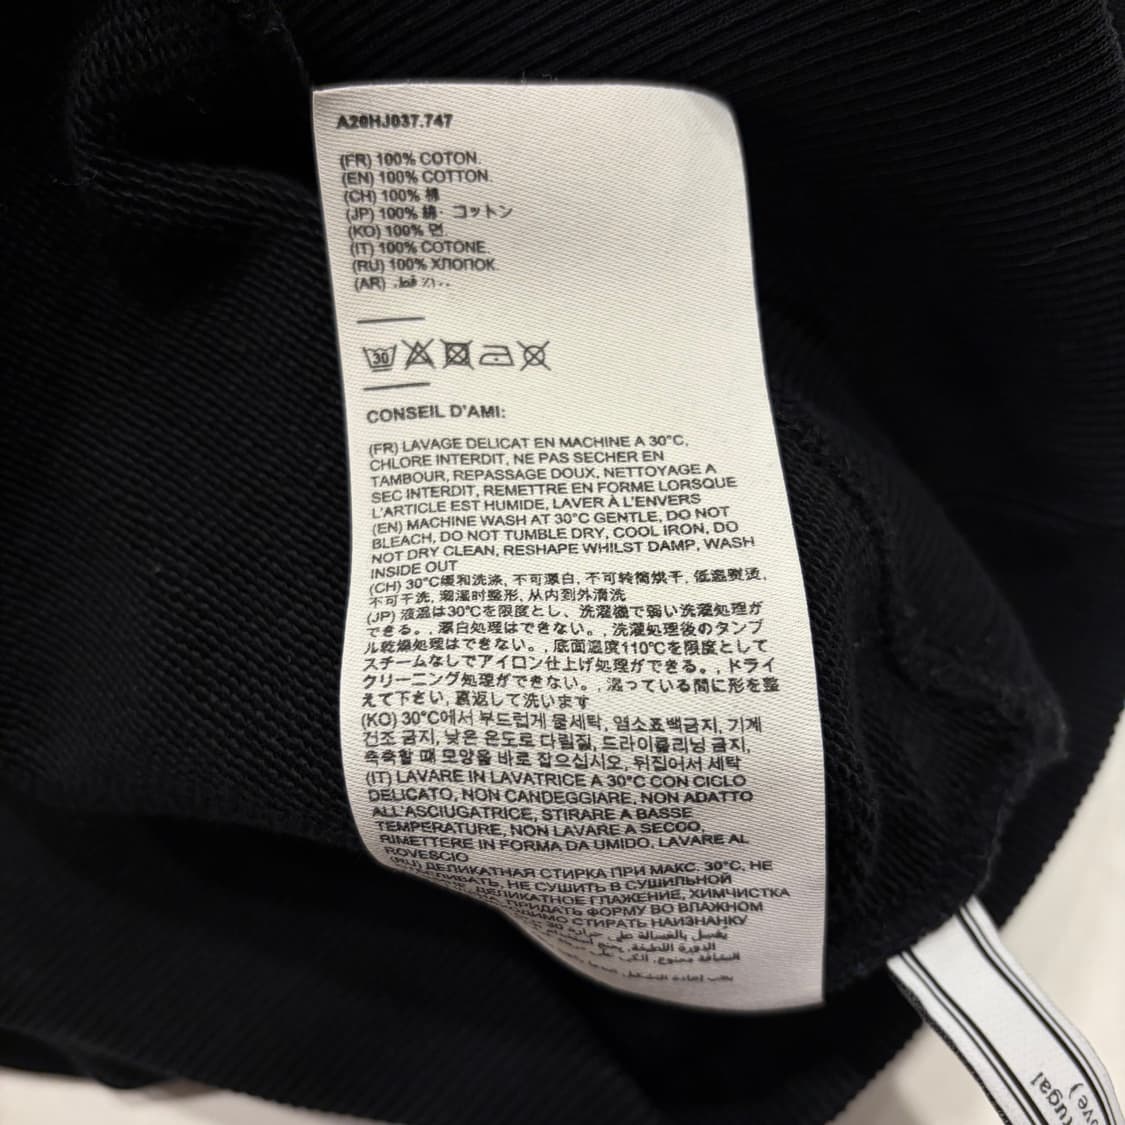 A20HJ037.747
(FR) 100% COTON.
(EN) 100% COTTON.
(CH) 100% 棉
(JP) 100% 綿・コットン
(KO) 100% 면.
(IT) 100% COTONE.
(RU) 100% ХЛОПОК.
(AR) ١٠٠٪ قطن.
30
CONSEIL D'AMI:
(FR) LAVAGE DELICAT EN MACHINE A 30°C,
CHLORE INTERDIT, NE PAS SECHER EN
TAMBOUR, REPASSAGE DOUX, NETTOYAGE A
SEC INTERDIT, REMETTRE EN FORME LORSQUE
L'ARTICLE EST HUMIDE, LAVER À L'ENVERS
(EN) MACHINE WASH AT 30°C GENTLE, DO NOT
BLEACH, DO NOT TUMBLE DRY, COOL IRON, DO
NOT DRY CLEAN, RESHAPE WHILST DAMP, WASH
INSIDE OUT
(CH) 30°C缓和洗涤, 不可漂白, 不可转筒烘干, 低温熨烫,
不可干洗, 潮湿时整形, 从内到外清洗
(JP) 液温は30℃を限度とし、洗濯機で弱い洗濯処理が
できる。, 漂白処理はできない。, 洗濯処理後のタンブ
ル乾燥処理はできない。, 底面温度110℃を限度として
スチームなしでアイロン仕上げ処理ができる。, ドライ
クリーニング処理ができない。, 湿っている間に形を整
えて下さい, 裏返して洗います
(KO) 30°C에서 부드럽게 물세탁, 염소표백금지, 기계
건조 금지, 낮은 온도로 다림질, 드라이클리닝 금지,
축축할 때 모양을 바로 잡으십시오, 뒤집어서 세탁
(IT) LAVARE IN LAVATRICE A 30°C CON CICLO
DELICATO, NON CANDEGGIARE, NON ADATTO
ALL'ASCIUGATRICE, STIRARE A BASSE
TEMPERATURE, NON LAVARE A SECCO,
RIMETTERE IN FORMA DA UMIDO, LAVARE AL
ROVESCIO
(RU) ДЕЛИКАТНАЯ СТИРКА ПРИ МАКС. 30°C, НЕ
НЕ СУШИТЬ В СУШИЛЬНОЙ
ДЕЛИКАТНОЕ ГЛАЖЕНИЕ, ХИМЧИСТКА
ПРИДАТЬ ФОРМУ ВО ВЛАЖНОМ
СТИРАТЬ НАИЗНАНКУ
يغسل بالغسالة على حرارة 30